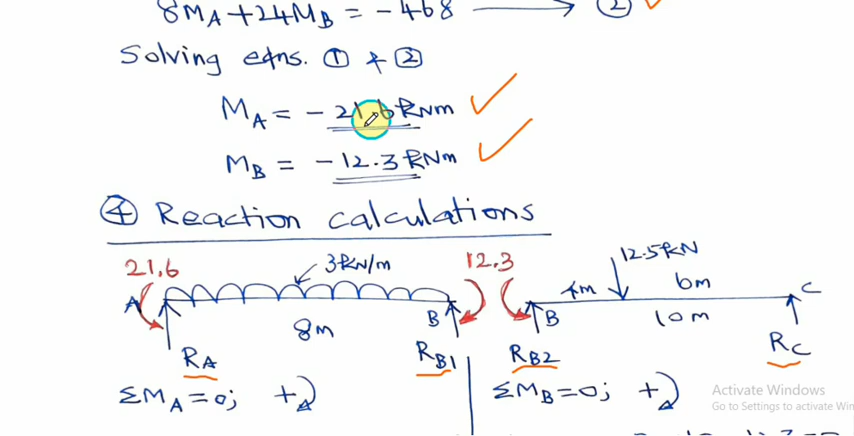 8MA + 24MB = - 468 → ②
Solving eqns. ① & ②
MA = - 21.6 kNm ✓
MB = - 12.3 kNm ✓
④ Reaction calculations
21.6 3kN/m 12.3 12.5kN
A B B 4m 6m C
8m 10m
RA RB1 RB2 RC
ΣMA = 0; + ΣMB = 0; +
Activate Windows
Go to Settings to activate Win